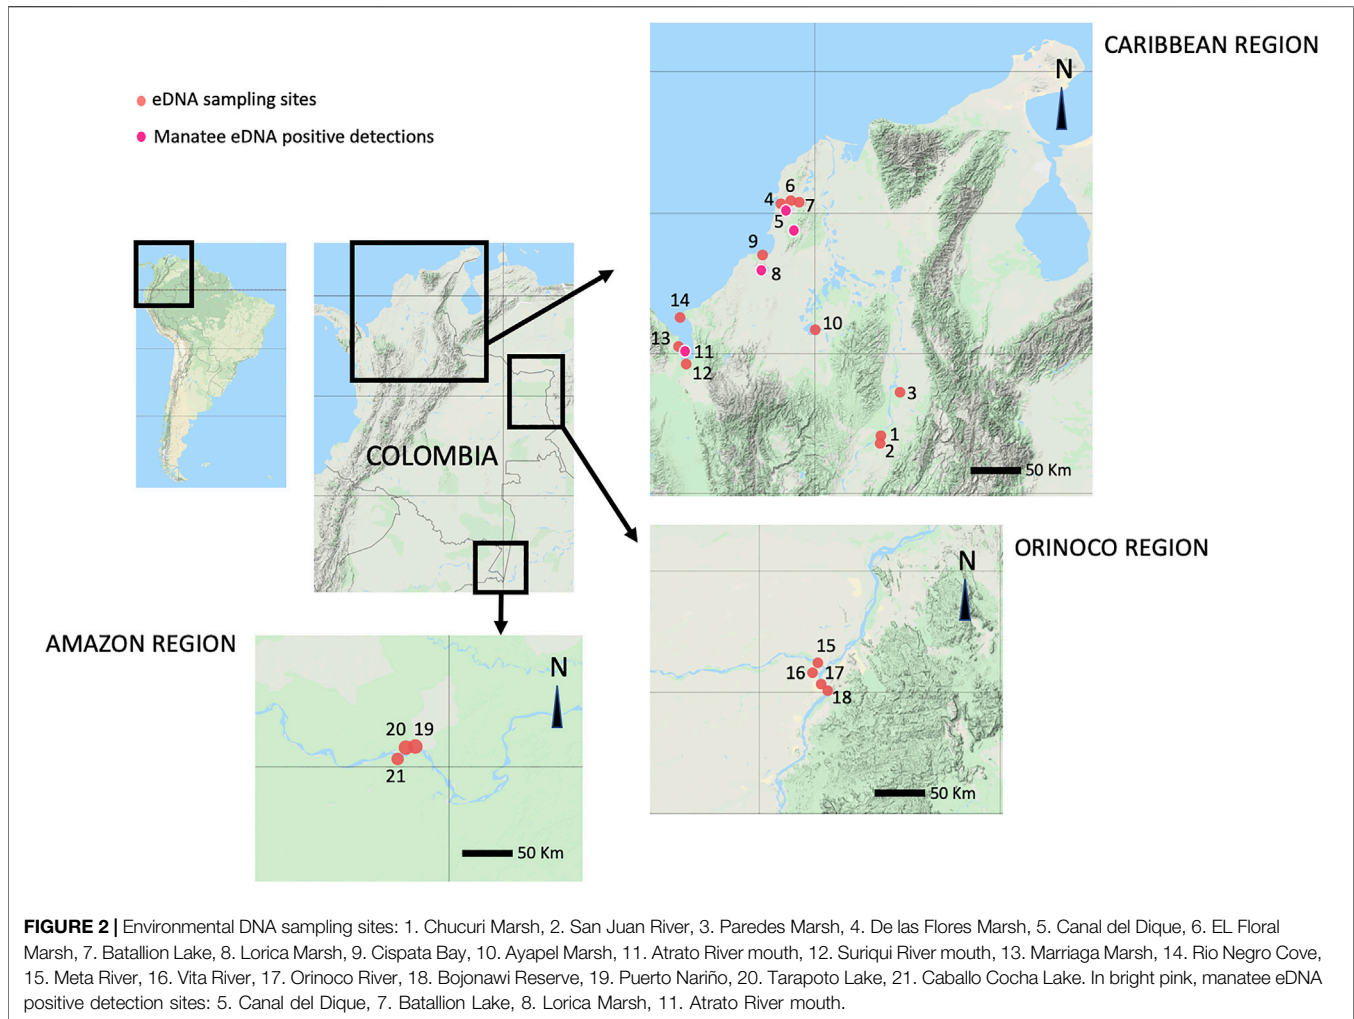 CARIBBEAN REGION
eDNA sampling sites
Manatee eDNA positive detections
N
6
4
7
5
9
8
14
10
13
11
12
3
1
2
50 Km
COLOMBIA
ORINOCO REGION
N
15
16
17
18
50 Km
AMAZON REGION
N
20
19
21
50 Km
FIGURE 2 | Environmental DNA sampling sites: 1. Chucuri Marsh, 2. San Juan River, 3. Paredes Marsh, 4. De las Flores Marsh, 5. Canal del Dique, 6. EL Floral
Marsh, 7. Batallion Lake, 8. Lorica Marsh, 9. Cispata Bay, 10. Ayapel Marsh, 11. Atrato River mouth, 12. Suriqui River mouth, 13. Marriaga Marsh, 14. Rio Negro Cove,
15. Meta River, 16. Vita River, 17. Orinoco River, 18. Bojonawi Reserve, 19. Puerto Nariño, 20. Tarapoto Lake, 21. Caballo Cocha Lake. In bright pink, manatee eDNA
positive detection sites: 5. Canal del Dique, 7. Batallion Lake, 8. Lorica Marsh, 11. Atrato River mouth.